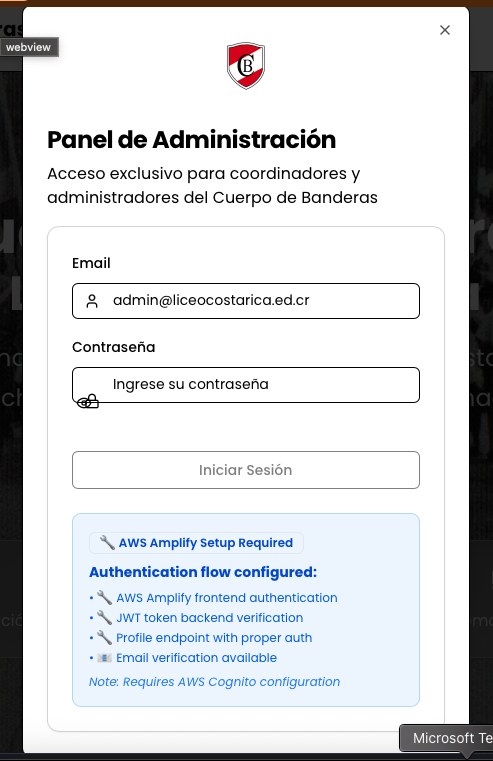 webview
CB
Panel de Administración
Acceso exclusivo para coordinadores y
administradores del Cuerpo de Banderas
Email
admin@liceocostarica.ed.cr
Contraseña
Ingrese su contraseña
Iniciar Sesión
🔧 AWS Amplify Setup Required
Authentication flow configured:
• 🔧 AWS Amplify frontend authentication
• 🔧 JWT token backend verification
• 🔧 Profile endpoint with proper auth
• 📧 Email verification available
Note: Requires AWS Cognito configuration
Microsoft Te